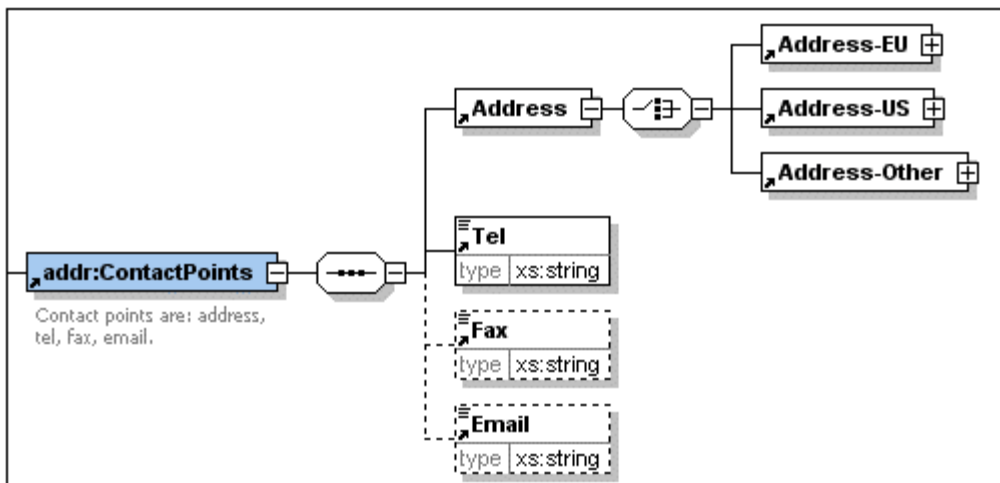 Address-EU
Address
Address-US
Address-Other
Tel
type xs:string
addr:ContactPoints
Contact points are: address,
tel, fax, email.
Fax
type xs:string
Email
type xs:string